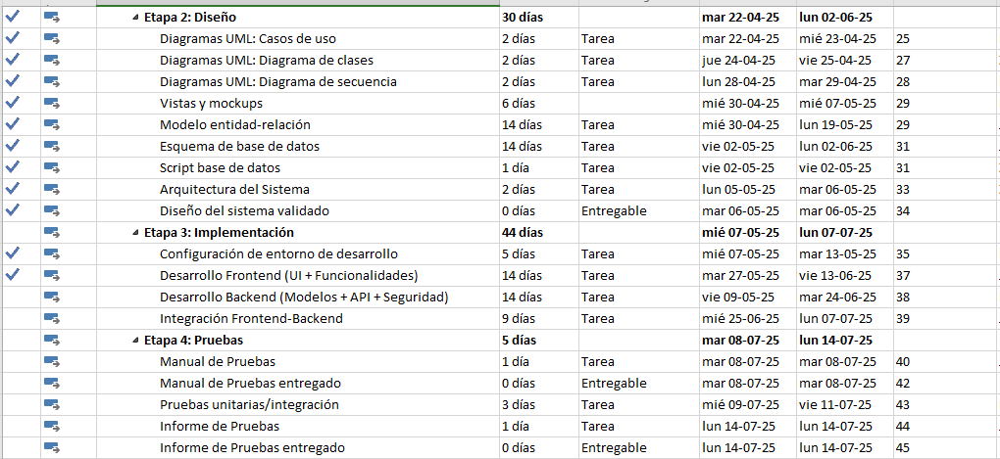 Etapa 2: Diseño 30 días mar 22-04-25 lun 02-06-25
Diagramas UML: Casos de uso 2 días Tarea mar 22-04-25 mié 23-04-25 25
Diagramas UML: Diagrama de clases 2 días Tarea jue 24-04-25 vie 25-04-25 27
Diagramas UML: Diagrama de secuencia 2 días Tarea lun 28-04-25 mar 29-04-25 28
Vistas y mockups 6 días mié 30-04-25 mié 07-05-25 29
Modelo entidad-relación 14 días Tarea mié 30-04-25 lun 19-05-25 29
Esquema de base de datos 14 días Tarea vie 02-05-25 lun 02-06-25 31
Script base de datos 1 día Tarea vie 02-05-25 vie 02-05-25 31
Arquitectura del Sistema 2 días Tarea lun 05-05-25 mar 06-05-25 33
Diseño del sistema validado 0 días Entregable mar 06-05-25 mar 06-05-25 34
Etapa 3: Implementación 44 días mié 07-05-25 lun 07-07-25
Configuración de entorno de desarrollo 5 días Tarea mié 07-05-25 mar 13-05-25 35
Desarrollo Frontend (UI + Funcionalidades) 14 días Tarea mar 27-05-25 vie 13-06-25 37
Desarrollo Backend (Modelos + API + Seguridad) 14 días Tarea vie 09-05-25 mar 24-06-25 38
Integración Frontend-Backend 9 días Tarea mié 25-06-25 lun 07-07-25 39
Etapa 4: Pruebas 5 días mar 08-07-25 lun 14-07-25
Manual de Pruebas 1 día Tarea mar 08-07-25 mar 08-07-25 40
Manual de Pruebas entregado 0 días Entregable mar 08-07-25 mar 08-07-25 42
Pruebas unitarias/integración 3 días Tarea mié 09-07-25 vie 11-07-25 43
Informe de Pruebas 1 día Tarea lun 14-07-25 lun 14-07-25 44
Informe de Pruebas entregado 0 días Entregable lun 14-07-25 lun 14-07-25 45